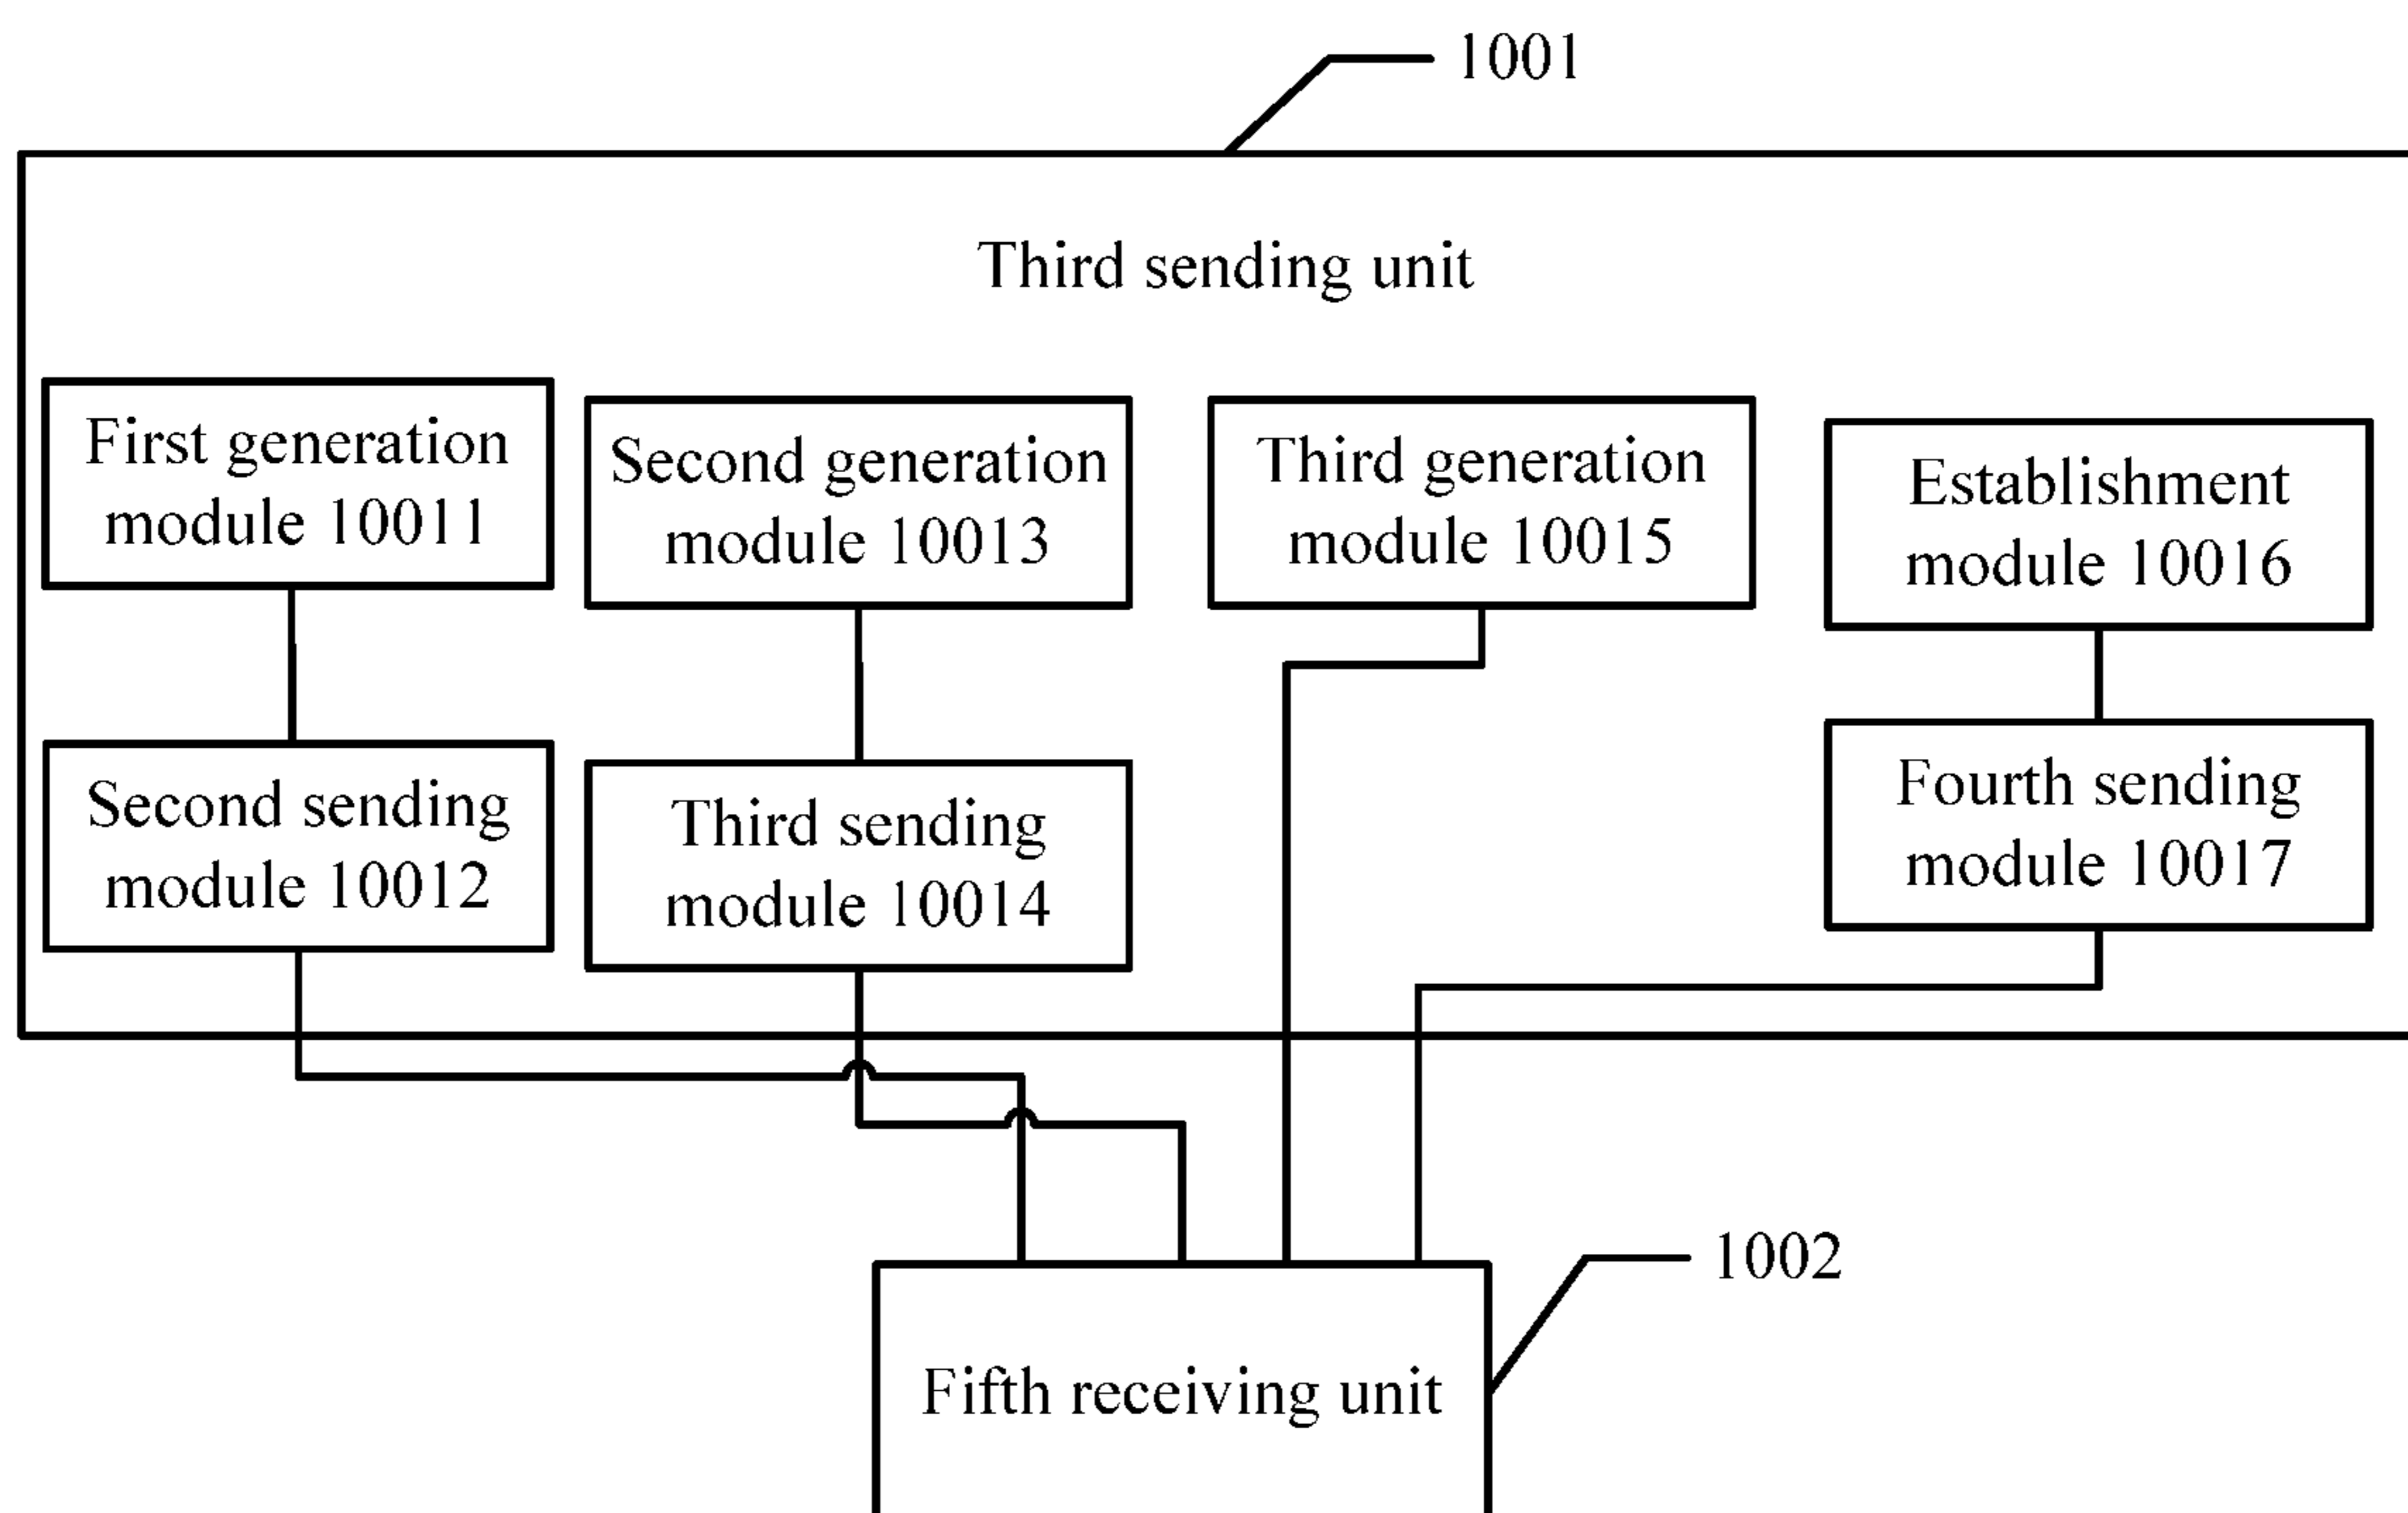 1001
Third sending unit
First generation
module 10011
Second generation
module 10013
Third generation
module 10015
Establishment
module 10016
Second sending
module 10012
Third sending
module 10014
Fourth sending
module 10017
1002
Fifth receiving unit